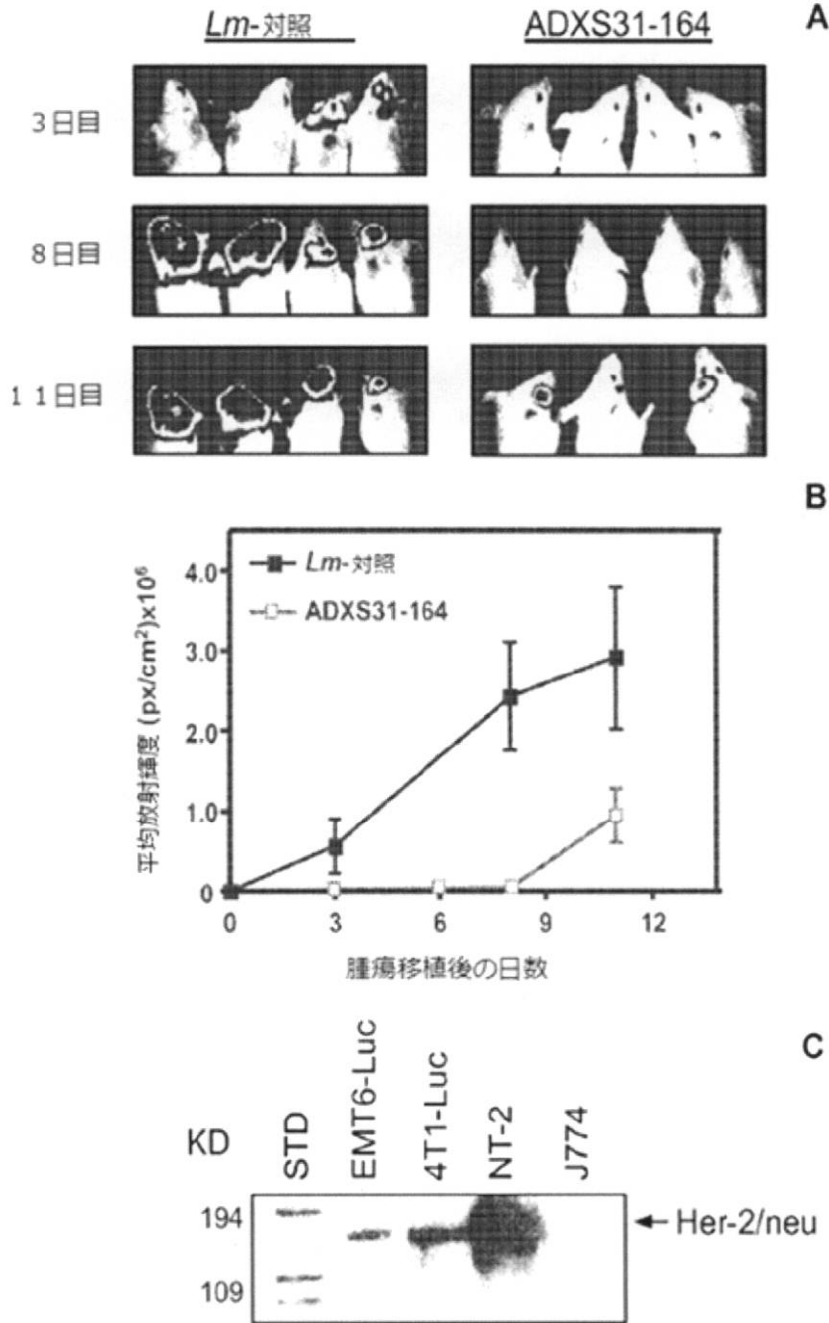 A
Lm-対照 ADXS31-164
3日目
8日目
11日目
B
Lm-対照
ADXS31-164
4.0
3.0
2.0
1.0
0
平均放射輝度 (px/cm²)x10⁶
0 3 6 9 12
腫瘍移植後の日数
C
KD STD EMT6-Luc 4T1-Luc NT-2 J774
194
109
← Her-2/neu